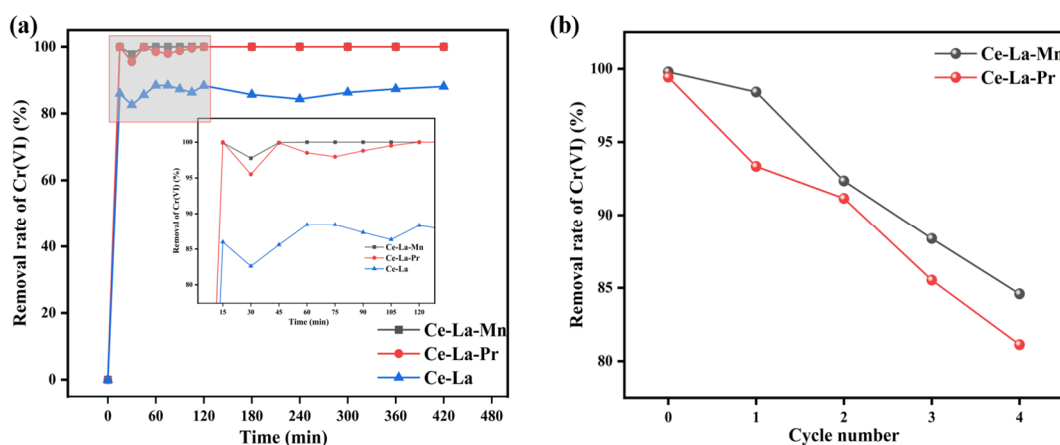 (a)
Removal rate of Cr(VI) (%)
100
80
60
40
20
0
0 60 120 180 240 300 360 420 480
Time (min)
Ce-La-Mn
Ce-La-Pr
Ce-La
Removal of Cr(VI) (%)
100
95
90
85
80
15 30 45 60 75 90 105 120
Time (min)
Ce-La-Mn
Ce-La-Pr
Ce-La
(b)
Removal rate of Cr(VI) (%)
100
95
90
85
80
0 1 2 3 4
Cycle number
Ce-La-Mn
Ce-La-Pr